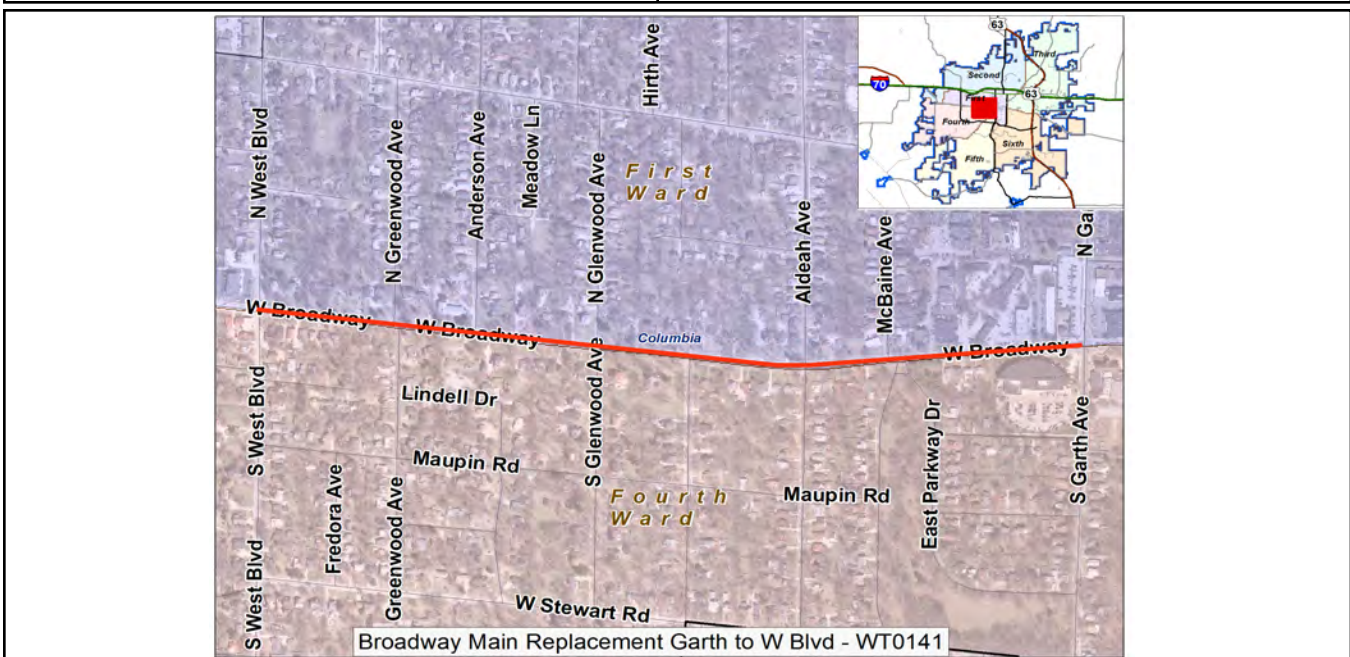 63
Third
Second
70
63
First
Fourth
Sixth
Fifth
Hirth Ave
N West Blvd
N Greenwood Ave
Anderson Ave
Meadow Ln
N Glenwood Ave
First
Ward
Aldeah Ave
McBaine Ave
N Ga
W Broadway
W Broadway
Columbia
W Broadway
S West Blvd
Lindell Dr
S Glenwood Ave
East Parkway Dr
S Garth Ave
Maupin Rd
Maupin Rd
Fredora Ave
Greenwood Ave
Fourth
Ward
S West Blvd
W Stewart Rd
Broadway Main Replacement Garth to W Blvd - WT0141